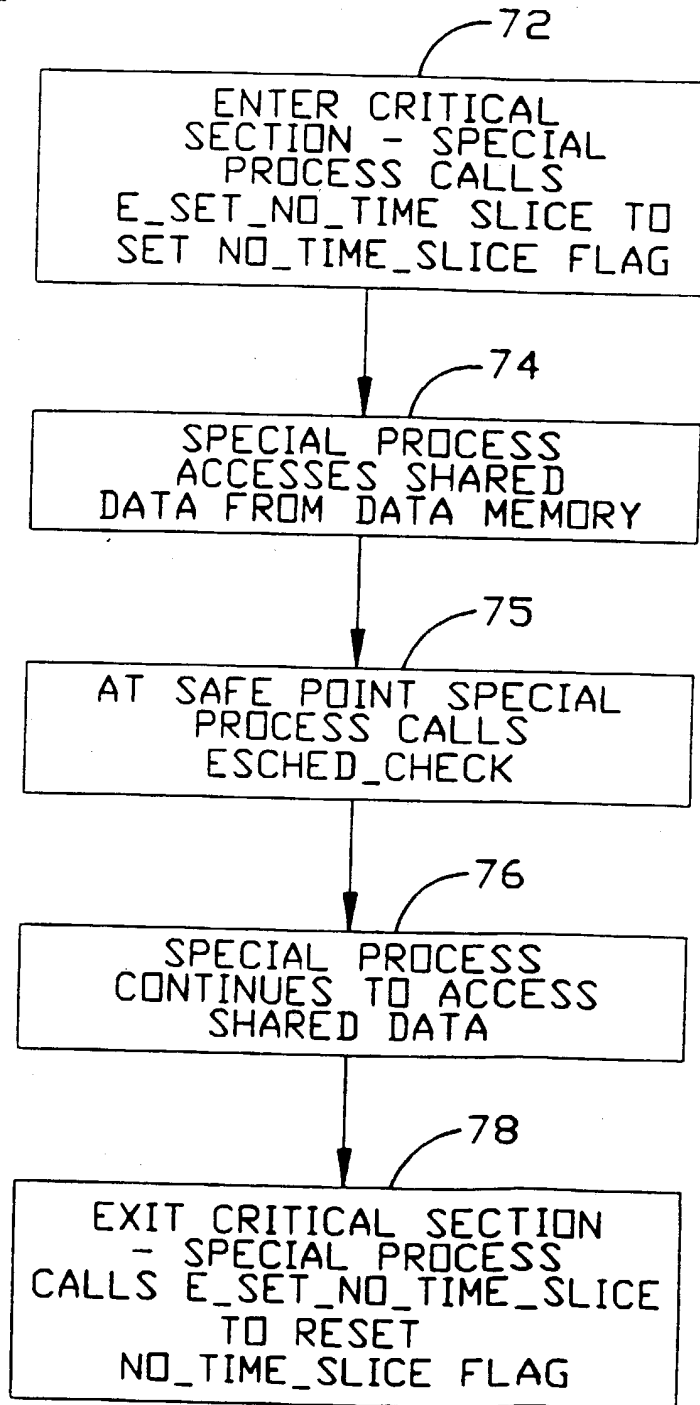 72
ENTER CRITICAL
SECTION - SPECIAL
PROCESS CALLS
E_SET_NO_TIME SLICE TO
SET NO_TIME_SLICE FLAG
74
SPECIAL PROCESS
ACCESSES SHARED
DATA FROM DATA MEMORY
75
AT SAFE POINT SPECIAL
PROCESS CALLS
ESCHED_CHECK
76
SPECIAL PROCESS
CONTINUES TO ACCESS
SHARED DATA
78
EXIT CRITICAL SECTION
- SPECIAL PROCESS
CALLS E_SET_NO_TIME_SLICE
TO RESET
NO_TIME_SLICE FLAG